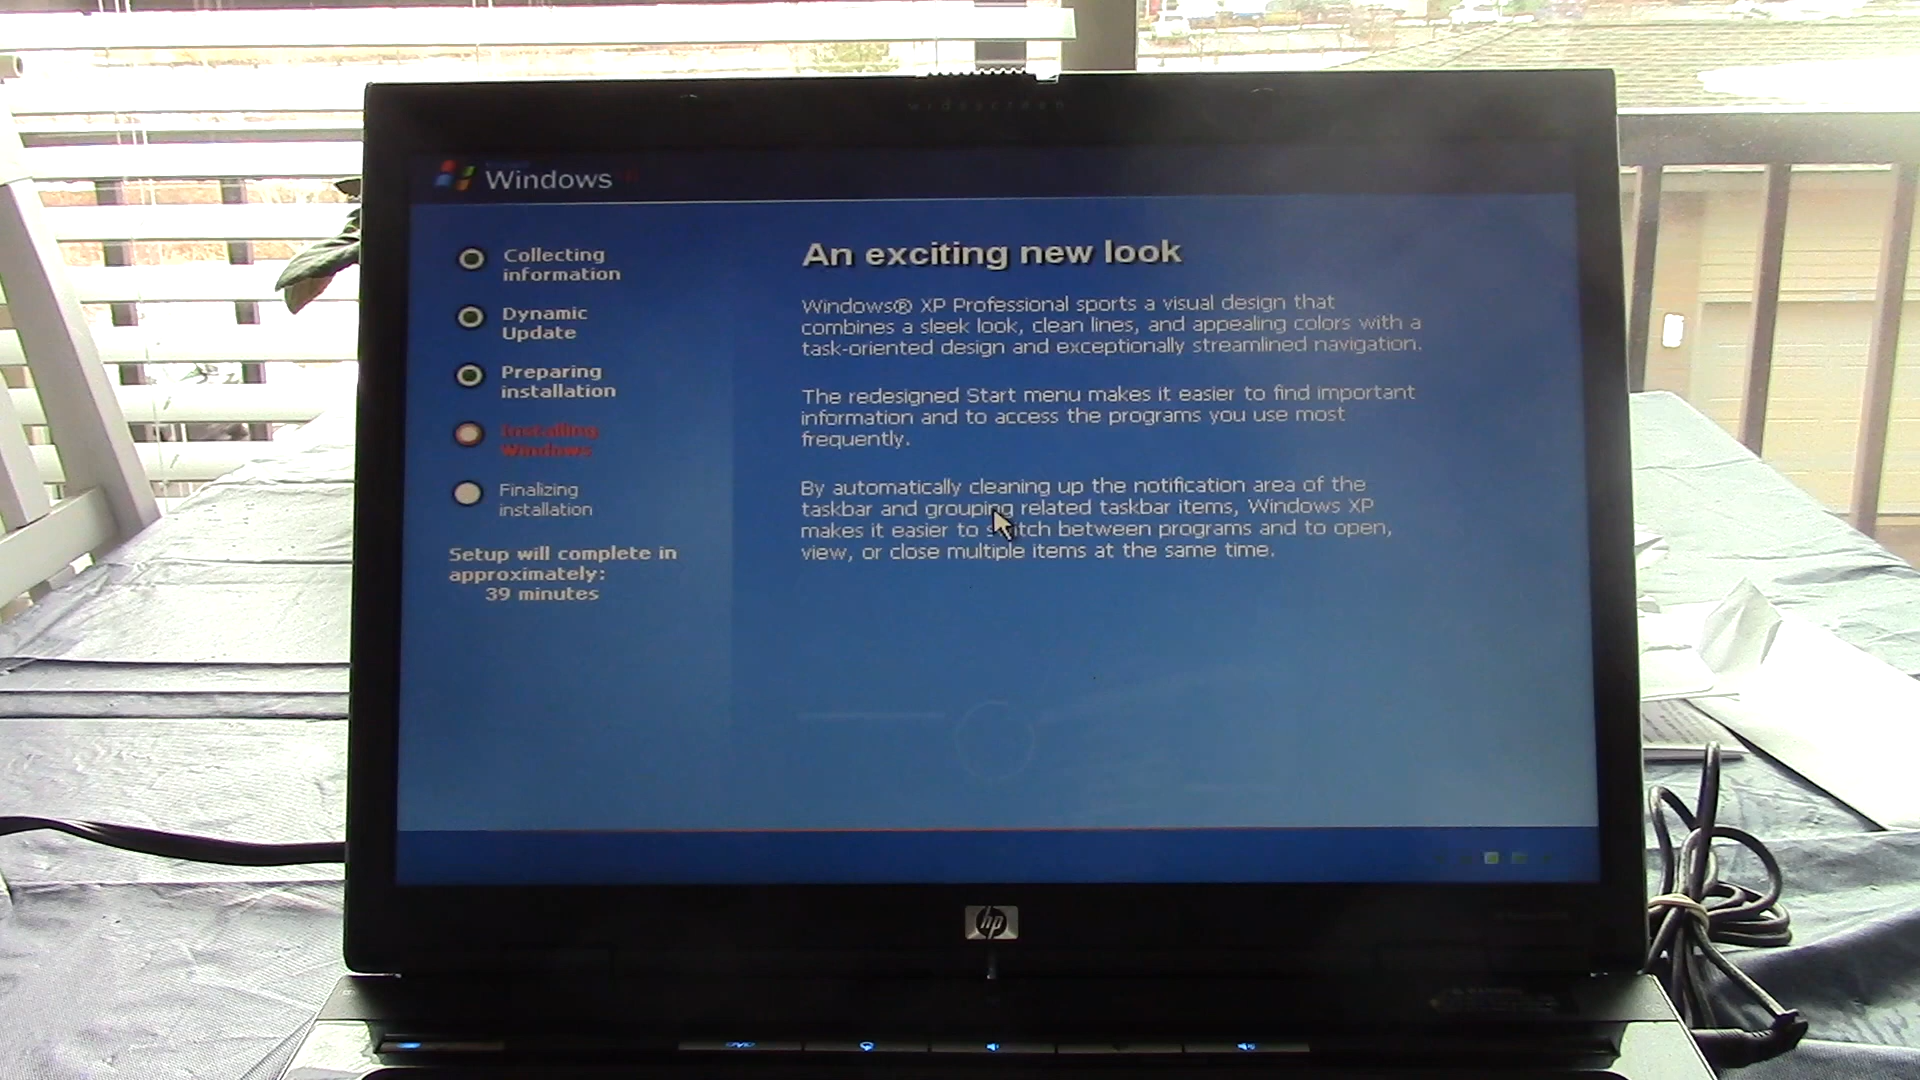 widescreen
Windows
Collecting
information
Dynamic
Update
Preparing
installation
Installing
Windows
Finalizing
installation
Setup will complete in
approximately:
39 minutes
An exciting new look
Windows® XP Professional sports a visual design that
combines a sleek look, clean lines, and appealing colors with a
task-oriented design and exceptionally streamlined navigation.
The redesigned Start menu makes it easier to find important
information and to access the programs you use most
frequently.
By automatically cleaning up the notification area of the
taskbar and grouping related taskbar items, Windows XP
makes it easier to switch between programs and to open,
view, or close multiple items at the same time.
hp